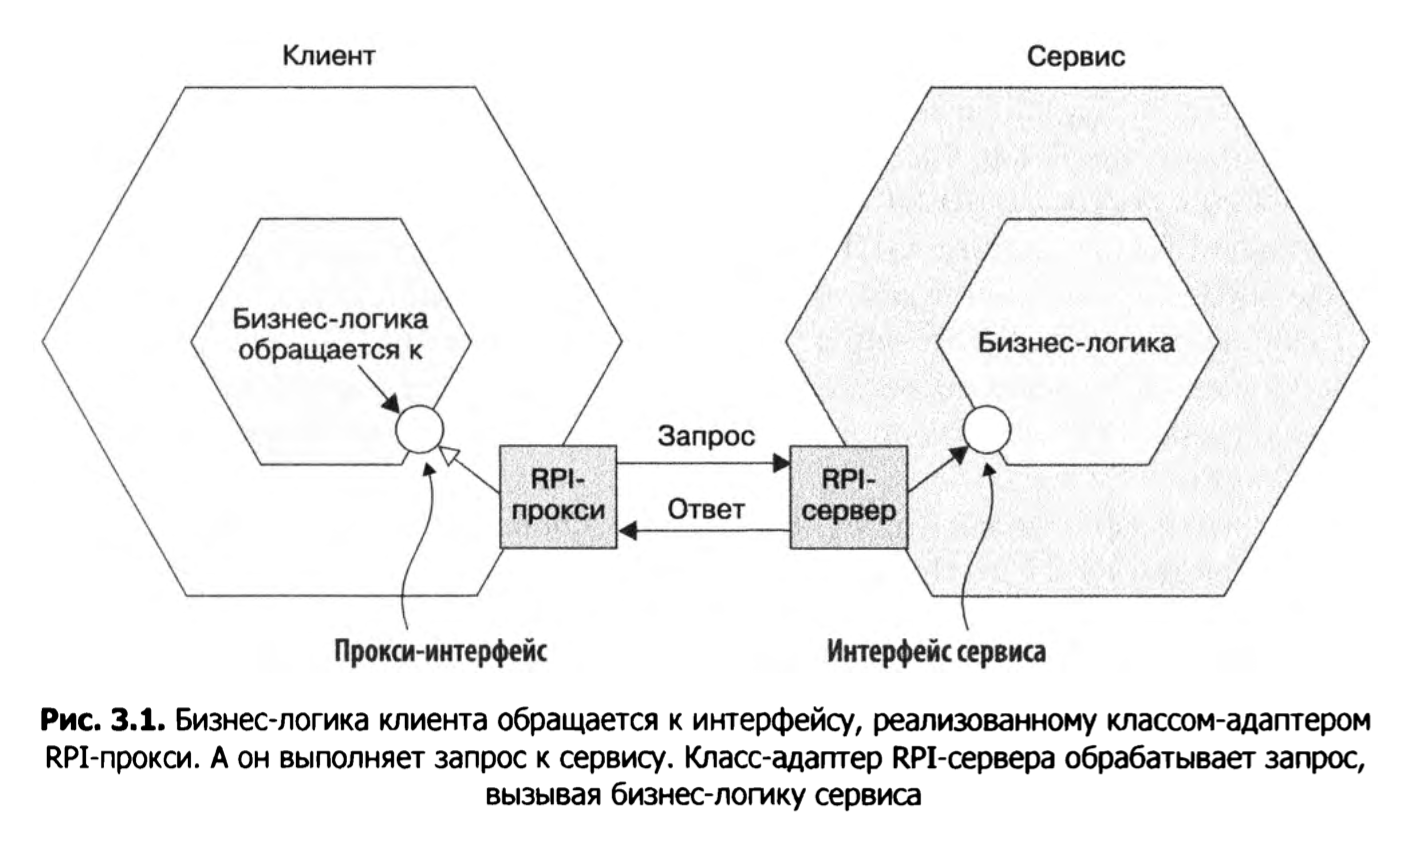 Клиент
Сервис
Бизнес-логика
обращается к
Бизнес-логика
Запрос
RPI-
прокси
RPI-
сервер
Ответ
Прокси-интерфейс
Интерфейс сервиса
Рис. 3.1. Бизнес-логика клиента обращается к интерфейсу, реализованному классом-адаптером
RPI-прокси. А он выполняет запрос к сервису. Класс-адаптер RPI-сервера обрабатывает запрос,
вызывая бизнес-логику сервиса